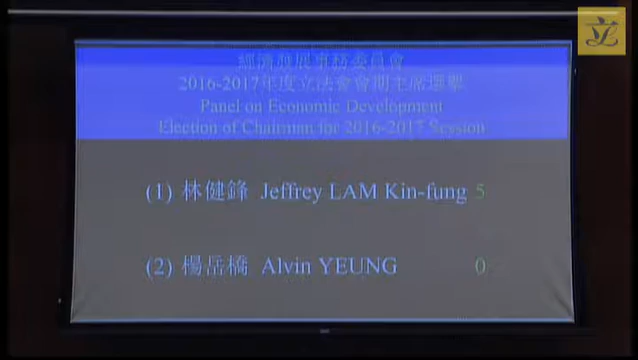 經濟發展事務委員會
2016-2017年度立法會會期主席選舉
Panel on Economic Development
Election of Chairman for 2016-2017 Session
(1) 林健鋒 Jeffrey LAM Kin-fung 5
(2) 楊岳橋 Alvin YEUNG 0
立